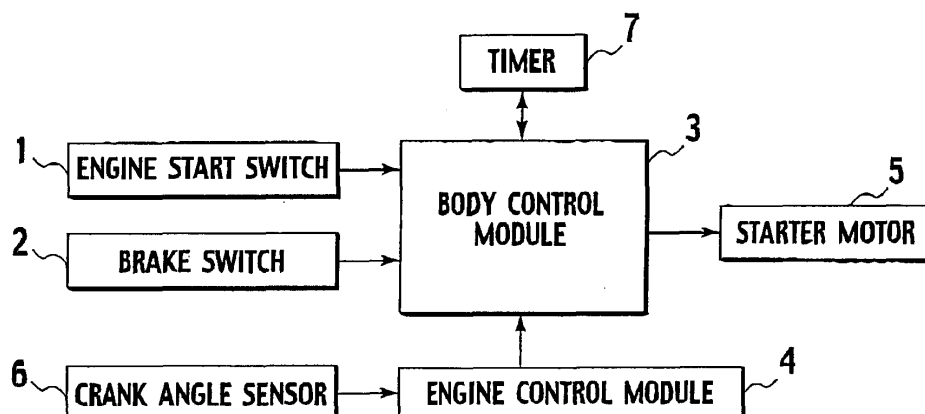 7
TIMER
1
ENGINE START SWITCH
3
BODY CONTROL
MODULE
5
STARTER MOTOR
2
BRAKE SWITCH
6
CRANK ANGLE SENSOR
ENGINE CONTROL MODULE
4